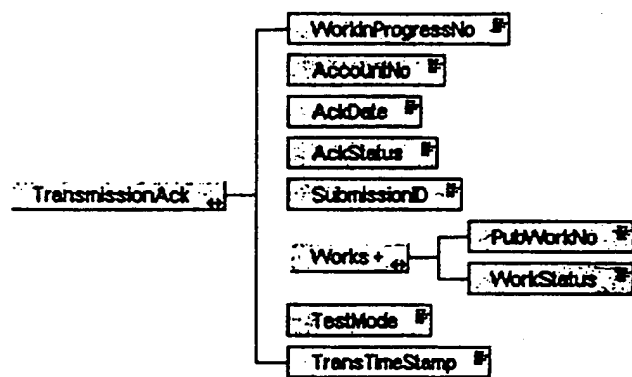 WorkInProgressNo
AccountNo
AckDate
AckStatus
TransmissionAck
SubmissionID
Works +
PubWorkNo
WorkStatus
TestMode
TransTimeStamp